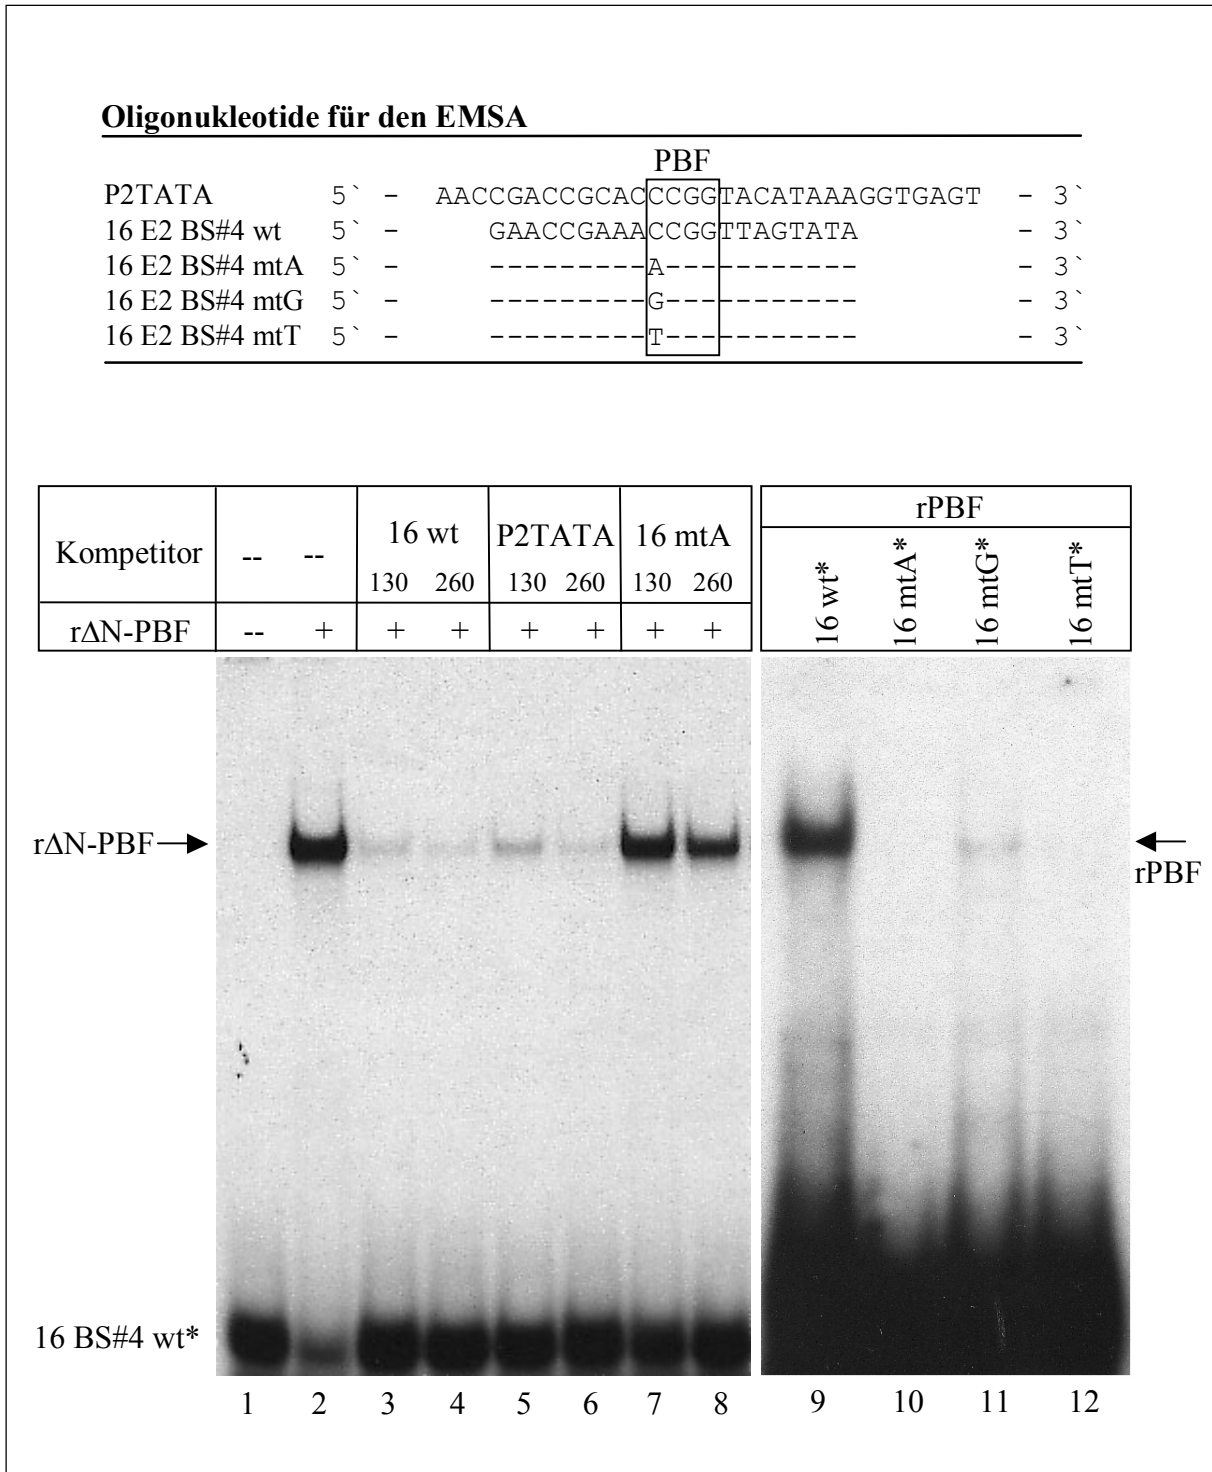 Oligonukleotide für den EMSA
PBF
P2TATA 5` - AACCGACCGCACCCGGTACATAAAGGTGAGT - 3`
16 E2 BS#4 wt 5` - GAACCGAAACCGGTTAGTATA - 3`
16 E2 BS#4 mtA 5` - ---------A----------- - 3`
16 E2 BS#4 mtG 5` - ---------G----------- - 3`
16 E2 BS#4 mtT 5` - ---------T----------- - 3`
Kompetitor -- -- 16 wt P2TATA 16 mtA
130 260 130 260 130 260
rΔN-PBF -- + + + + + + +
rPBF
16 wt* 16 mtA* 16 mtG* 16 mtT*
rΔN-PBF
rPBF
16 BS#4 wt*
1 2 3 4 5 6 7 8 9 10 11 12